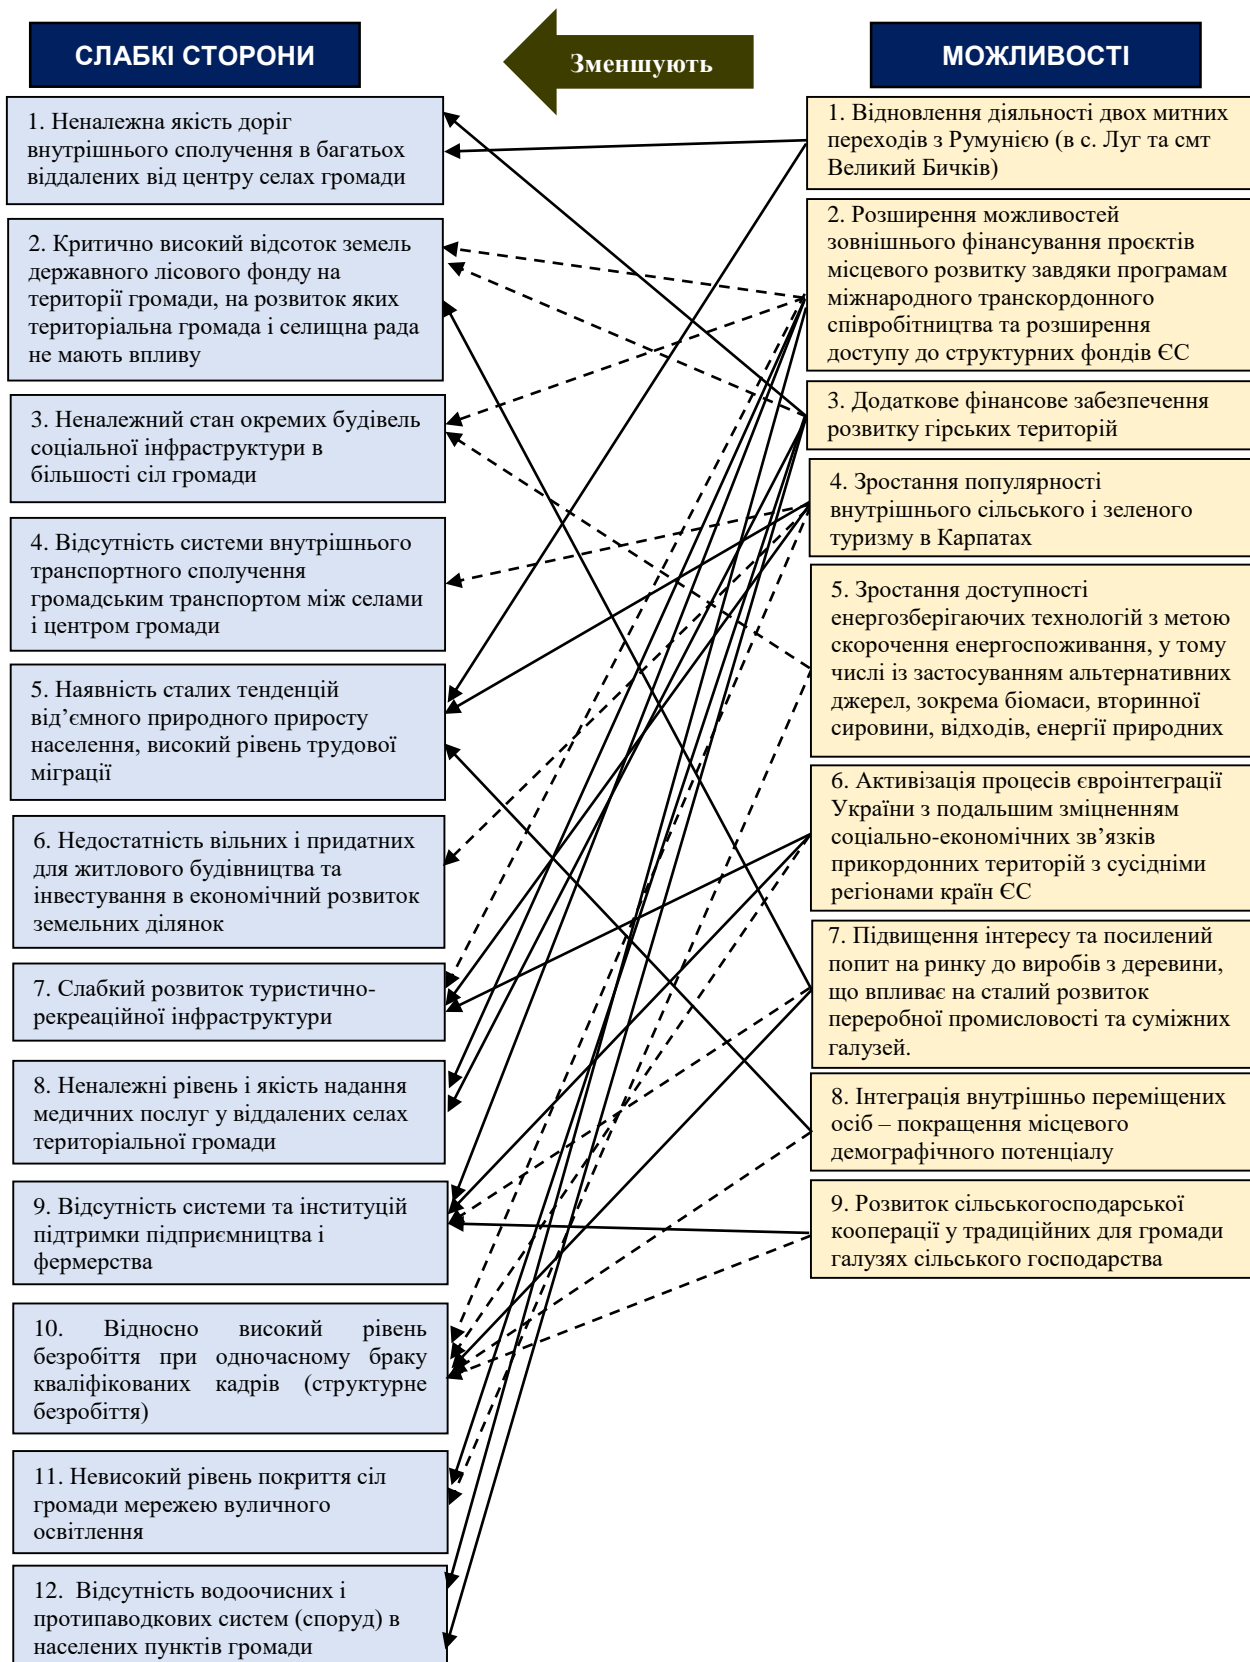 СЛАБКІ СТОРОНИ
Зменшують
МОЖЛИВОСТІ
1. Неналежна якість доріг
внутрішнього сполучення в багатьох
віддалених від центру селах громади
2. Критично високий відсоток земель
державного лісового фонду на
території громади, на розвиток яких
територіальна громада і селищна рада
не мають впливу
3. Неналежний стан окремих будівель
соціальної інфраструктури в
більшості сіл громади
4. Відсутність системи внутрішнього
транспортного сполучення
громадським транспортом між селами
і центром громади
5. Наявність сталих тенденцій
від’ємного природного приросту
населення, високий рівень трудової
міграції
6. Недостатність вільних і придатних
для житлового будівництва та
інвестування в економічний розвиток
земельних ділянок
7. Слабкий розвиток туристично-
рекреаційної інфраструктури
8. Неналежні рівень і якість надання
медичних послуг у віддалених селах
територіальної громади
9. Відсутність системи та інституцій
підтримки підприємництва і
фермерства
10. Відносно високий рівень
безробіття при одночасному браку
кваліфікованих кадрів (структурне
безробіття)
11. Невисокий рівень покриття сіл
громади мережею вуличного
освітлення
12. Відсутність водоочисних і
протипаводкових систем (споруд) в
населених пунктів громади
1. Відновлення діяльності двох митних
переходів з Румунією (в с. Луг та смт
Великий Бичків)
2. Розширення можливостей
зовнішнього фінансування проєктів
місцевого розвитку завдяки програмам
міжнародного транскордонного
співробітництва та розширення
доступу до структурних фондів ЄС
3. Додаткове фінансове забезпечення
розвитку гірських територій
4. Зростання популярності
внутрішнього сільського і зеленого
туризму в Карпатах
5. Зростання доступності
енергозберігаючих технологій з метою
скорочення енергоспоживання, у тому
числі із застосуванням альтернативних
джерел, зокрема біомаси, вторинної
сировини, відходів, енергії природних
6. Активізація процесів євроінтеграції
України з подальшим зміцненням
соціально-економічних зв’язків
прикордонних територій з сусідніми
регіонами країн ЄС
7. Підвищення інтересу та посилений
попит на ринку до виробів з деревини,
що впливає на сталий розвиток
переробної промисловості та суміжних
галузей.
8. Інтеграція внутрішньо переміщених
осіб – покращення місцевого
демографічного потенціалу
9. Розвиток сільськогосподарської
кооперації у традиційних для громади
галузях сільського господарства